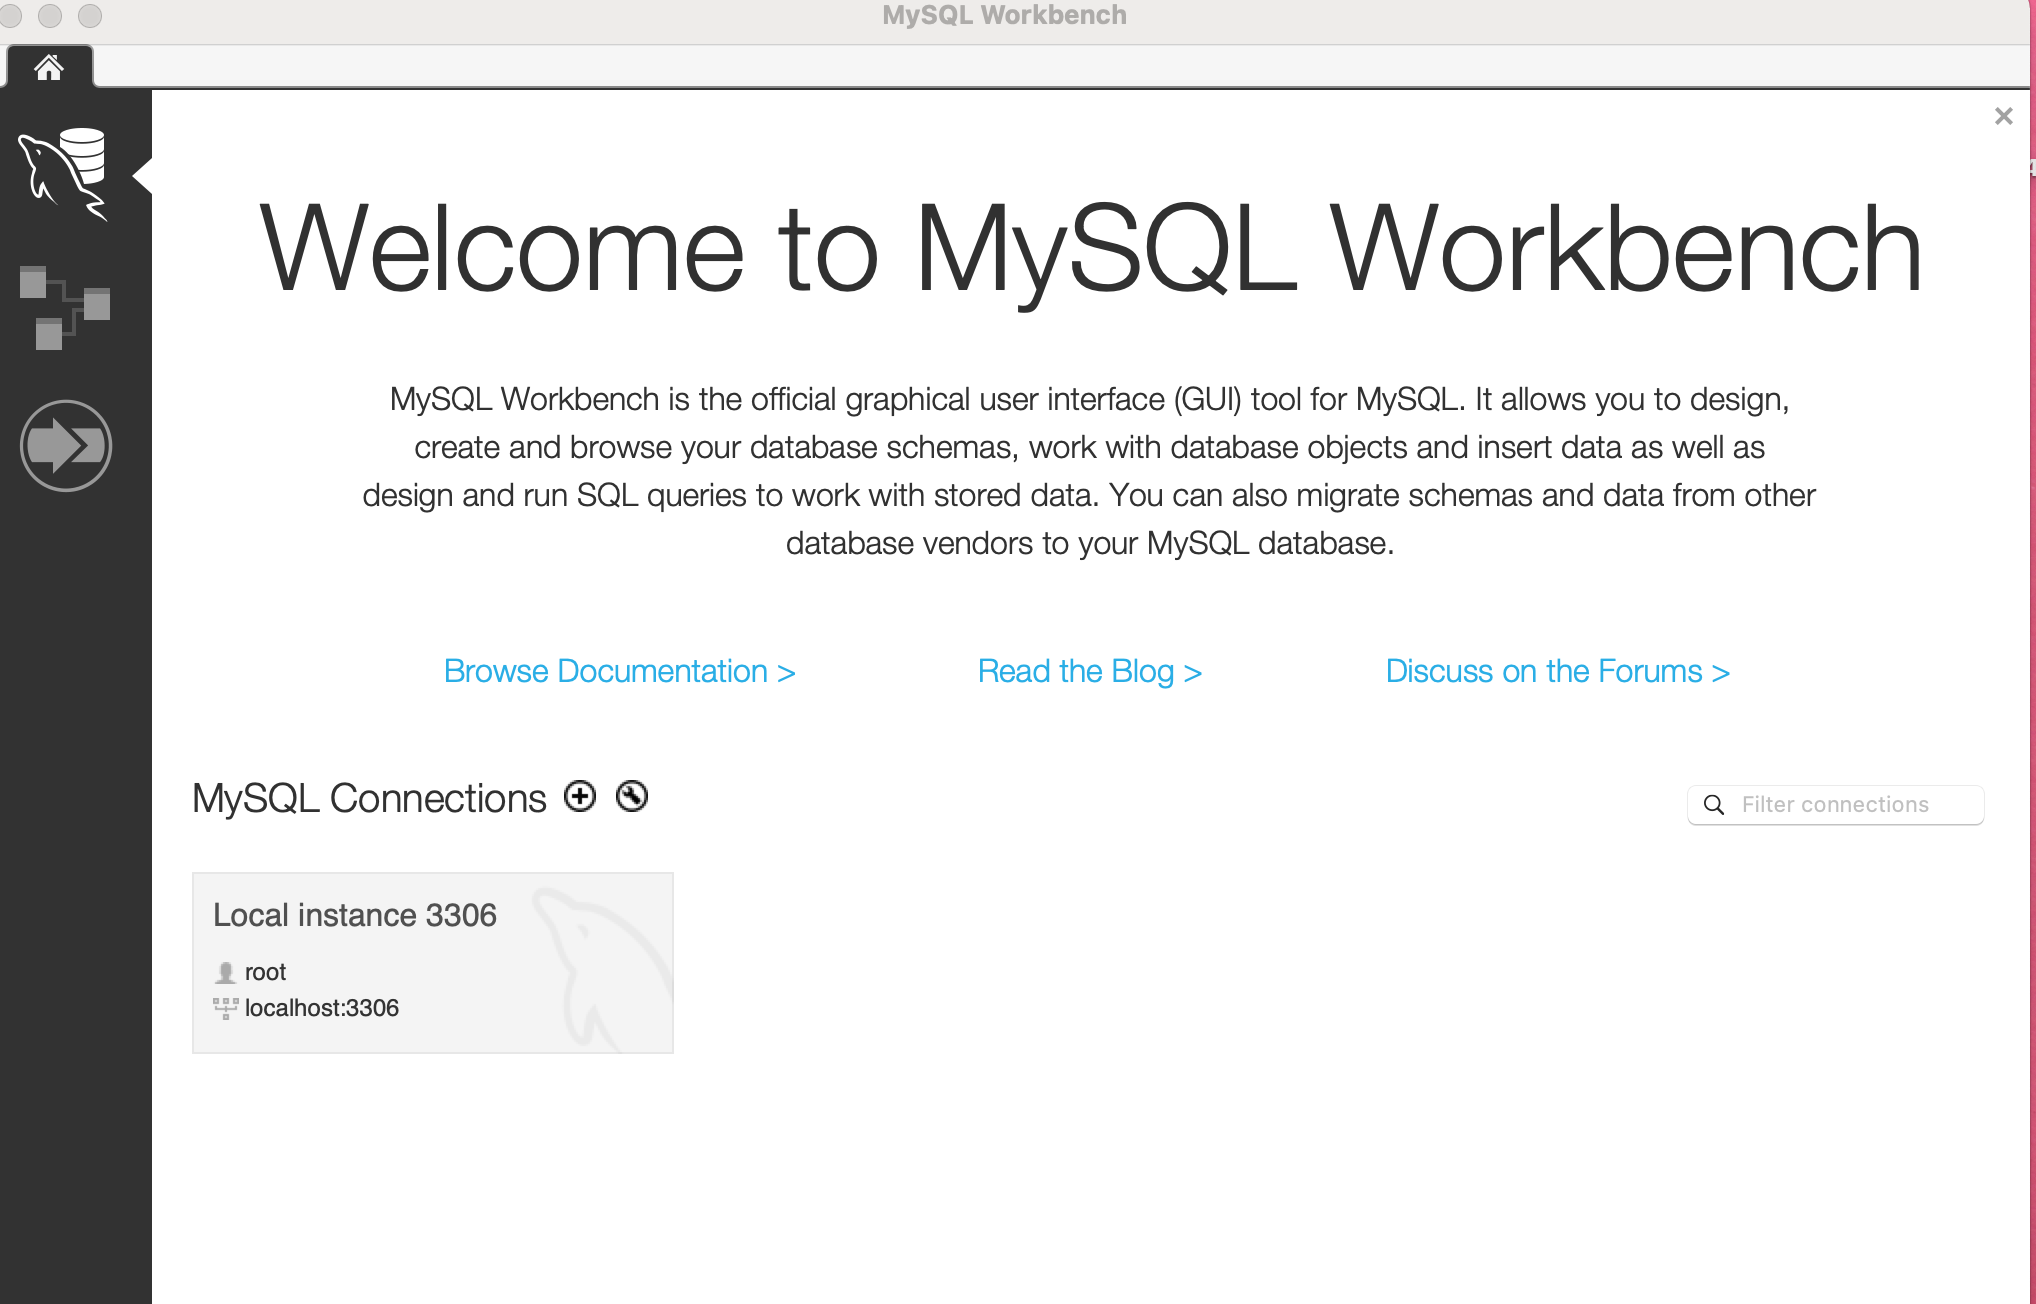 MySQL Workbench
Welcome to MySQL Workbench
MySQL Workbench is the official graphical user interface (GUI) tool for MySQL. It allows you to design,
create and browse your database schemas, work with database objects and insert data as well as
design and run SQL queries to work with stored data. You can also migrate schemas and data from other
database vendors to your MySQL database.
Browse Documentation >
Read the Blog >
Discuss on the Forums >
MySQL Connections
Filter connections
Local instance 3306
root
localhost:3306